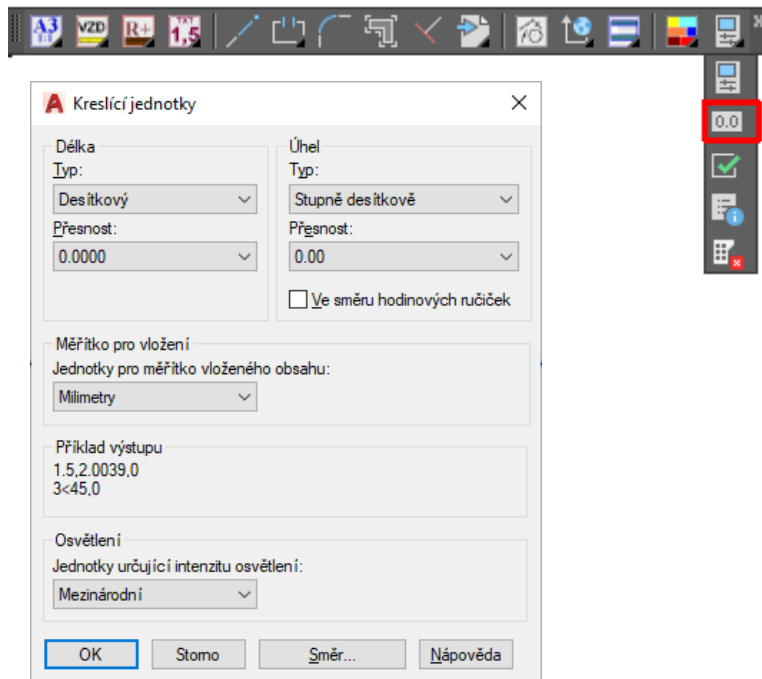 A3
VZD
R+
TXT
1,5
0.0
Kreslící jednotky
Délka
Typ:
Desítkový
Přesnost:
0.0000
Úhel
Typ:
Stupně desítkově
Přesnost:
0.00
Ve směru hodinových ručiček
Měřítko pro vložení
Jednotky pro měřítko vloženého obsahu:
Milimetry
Příklad výstupu
1.5,2.0039,0
3<45,0
Osvětlení
Jednotky určující intenzitu osvětlení:
Mezinárodní
OK Storno Směr... Nápověda